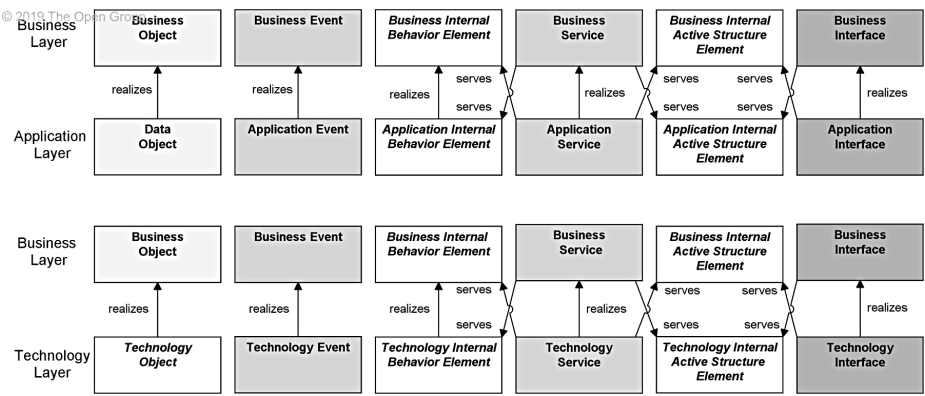 © 2019 The Open Group
Business Layer
Business Object
Business Event
Business Internal Behavior Element
Business Service
Business Internal Active Structure Element
Business Interface
realizes
realizes
realizes
serves
serves
realizes
serves
serves
serves
serves
realizes
Application Layer
Data Object
Application Event
Application Internal Behavior Element
Application Service
Application Internal Active Structure Element
Application Interface
Business Layer
Business Object
Business Event
Business Internal Behavior Element
Business Service
Business Internal Active Structure Element
Business Interface
realizes
realizes
realizes
serves
serves
realizes
serves
serves
serves
serves
realizes
Technology Layer
Technology Object
Technology Event
Technology Internal Behavior Element
Technology Service
Technology Internal Active Structure Element
Technology Interface